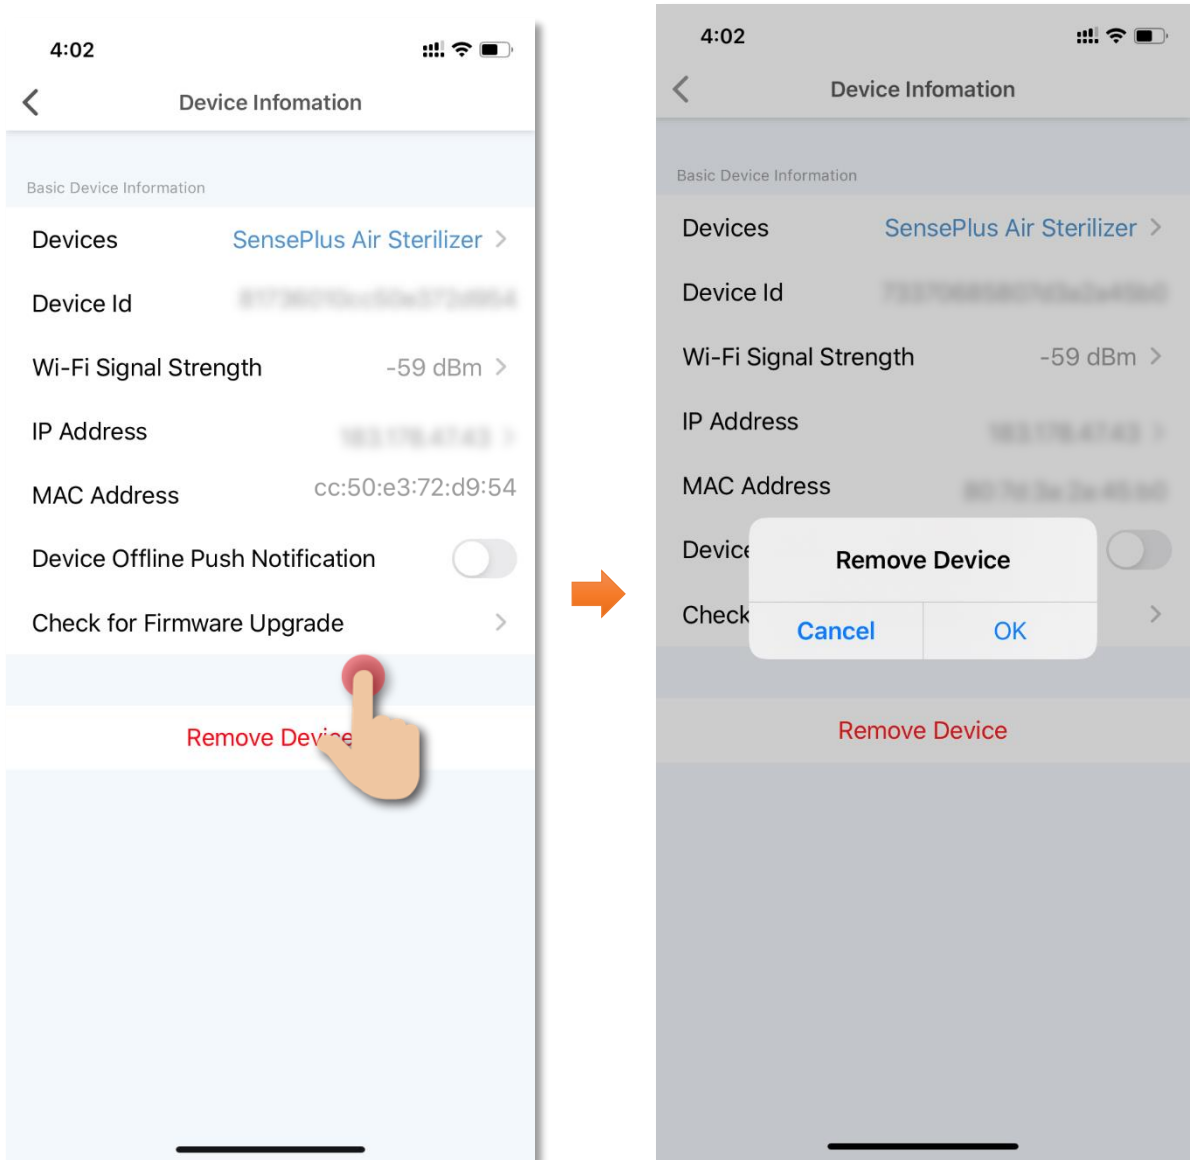 4:02
Device Infomation
Basic Device Information
Devices SensePlus Air Sterilizer
Device Id
Wi-Fi Signal Strength -59 dBm
IP Address
MAC Address cc:50:e3:72:d9:54
Device Offline Push Notification
Check for Firmware Upgrade
Remove Device
4:02
Device Infomation
Basic Device Information
Devices SensePlus Air Sterilizer
Device Id
Wi-Fi Signal Strength -59 dBm
IP Address
MAC Address
Device
Remove Device
Check
Cancel OK
Remove Device